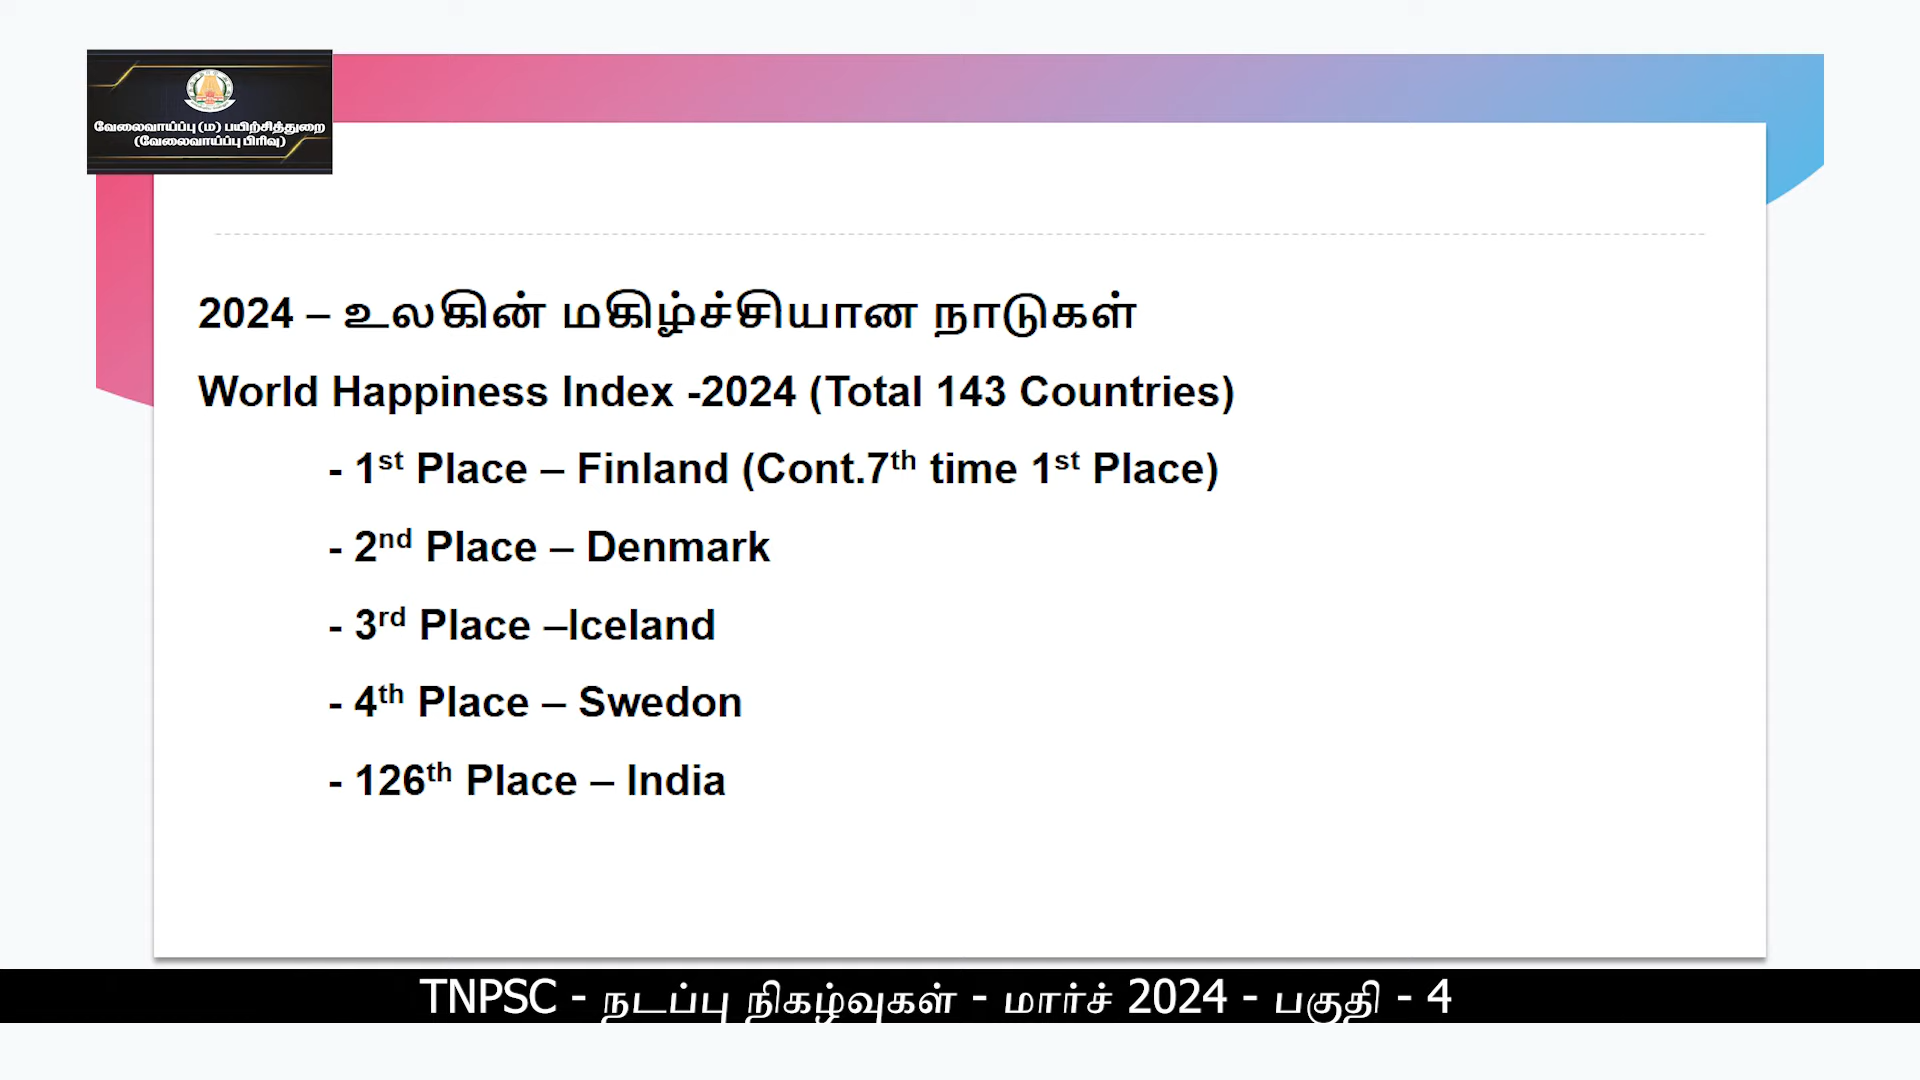 வேலைவாய்ப்பு (ம) பயிற்சித்துறை
(வேலைவாய்ப்பு பிரிவு)
2024 – உலகின் மகிழ்ச்சியான நாடுகள்
World Happiness Index -2024 (Total 143 Countries)
- 1st Place – Finland (Cont.7th time 1st Place)
- 2nd Place – Denmark
- 3rd Place –Iceland
- 4th Place – Swedon
- 126th Place – India
TNPSC - நடப்பு நிகழ்வுகள் - மார்ச் 2024 - பகுதி - 4